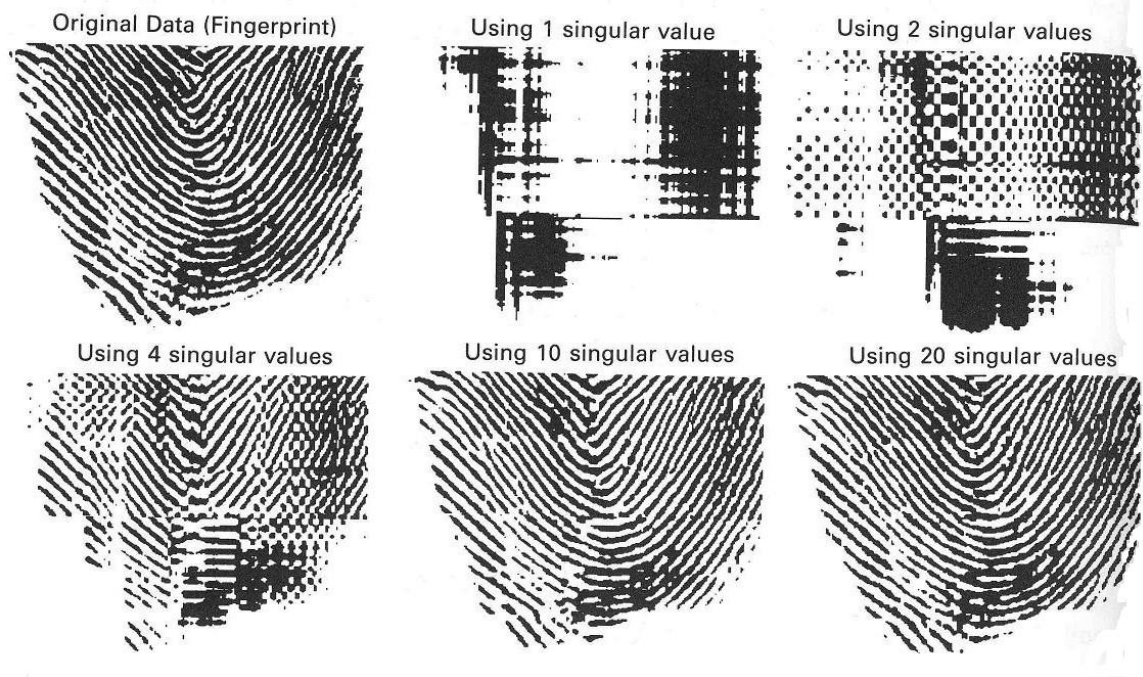 Original Data (Fingerprint)
Using 1 singular value
Using 2 singular values
Using 4 singular values
Using 10 singular values
Using 20 singular values